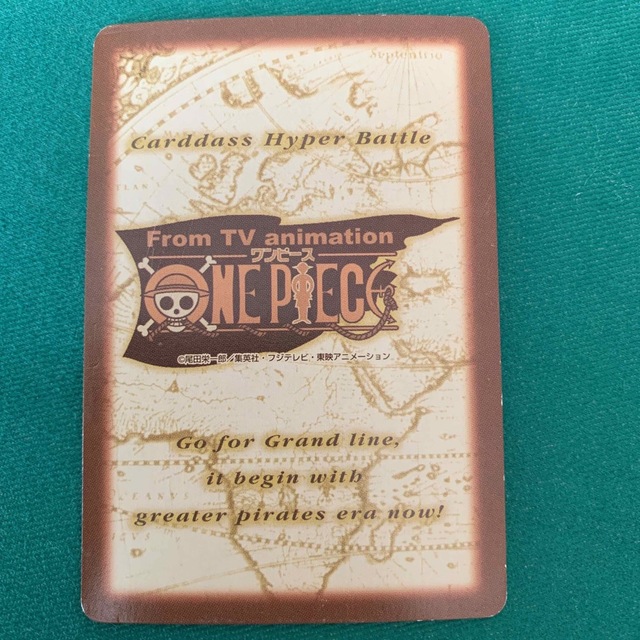 Septentrio
Carddass Hyper Battle
From TV animation
ワンピース
ONE PIECE
©尾田栄一郎／集英社・フジテレビ・東映アニメーション
Go for Grand line,
it begin with
greater pirates era now!